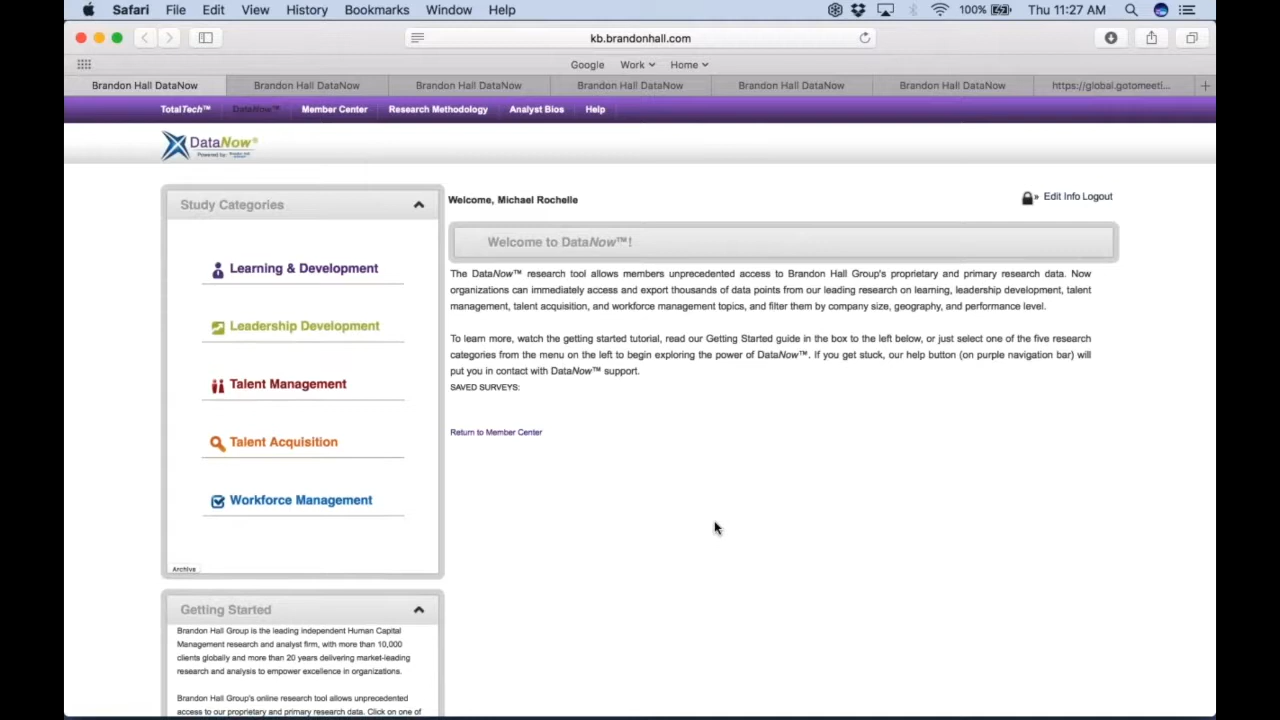 Safari File Edit View History Bookmarks Window Help 100% Thu 11:27 AM
kb.brandonhall.com
Google Work Home
Brandon Hall DataNow Brandon Hall DataNow Brandon Hall DataNow Brandon Hall DataNow Brandon Hall DataNow Brandon Hall DataNow https://global.gotomeeti...
TotalTech™ DataNow™ Member Center Research Methodology Analyst Bios Help
DataNow®
Powered by:
Study Categories
Learning & Development
Leadership Development
Talent Management
Talent Acquisition
Workforce Management
Archive
Welcome, Michael Rochelle
» Edit Info Logout
Welcome to DataNow™!
The DataNow™ research tool allows members unprecedented access to Brandon Hall Group's proprietary and primary research data. Now
organizations can immediately access and export thousands of data points from our leading research on learning, leadership development, talent
management, talent acquisition, and workforce management topics, and filter them by company size, geography, and performance level.
To learn more, watch the getting started tutorial, read our Getting Started guide in the box to the left below, or just select one of the five research
categories from the menu on the left to begin exploring the power of DataNow™. If you get stuck, our help button (on purple navigation bar) will
put you in contact with DataNow™ support.
SAVED SURVEYS:
Return to Member Center
Getting Started
Brandon Hall Group is the leading independent Human Capital
Management research and analyst firm, with more than 10,000
clients globally and more than 20 years delivering market-leading
research and analysis to empower excellence in organizations.
Brandon Hall Group's online research tool allows unprecedented
access to our proprietary and primary research data. Click on one of